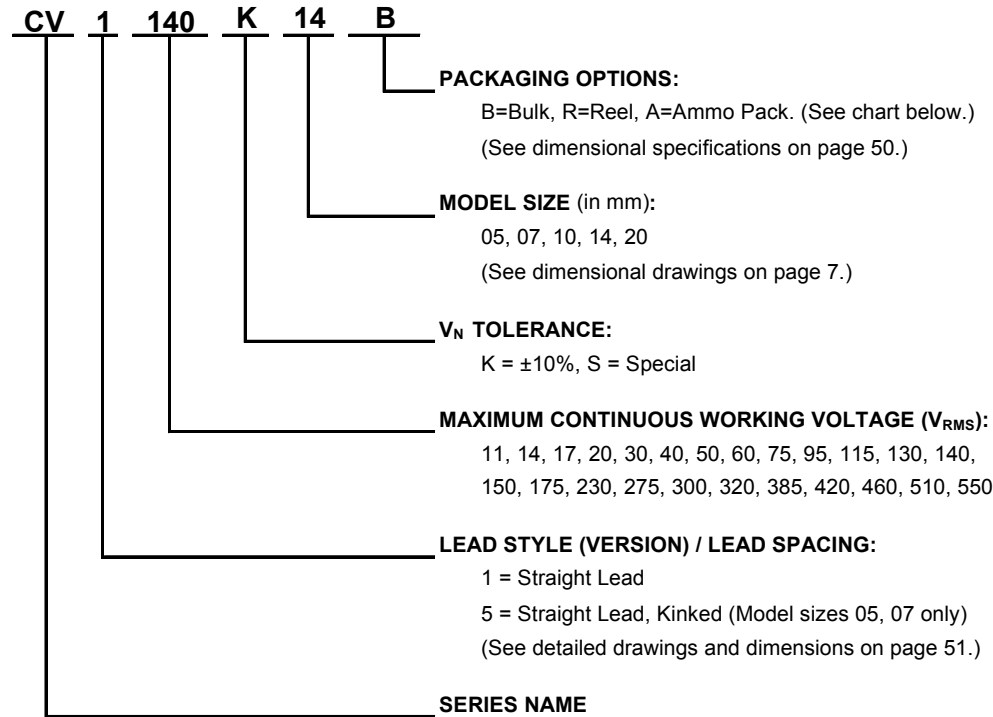 CV 1 140 K 14 B
PACKAGING OPTIONS:
B=Bulk, R=Reel, A=Ammo Pack. (See chart below.)
(See dimensional specifications on page 50.)
MODEL SIZE (in mm):
05, 07, 10, 14, 20
(See dimensional drawings on page 7.)
VN TOLERANCE:
K = ±10%, S = Special
MAXIMUM CONTINUOUS WORKING VOLTAGE (VRMS):
11, 14, 17, 20, 30, 40, 50, 60, 75, 95, 115, 130, 140,
150, 175, 230, 275, 300, 320, 385, 420, 460, 510, 550
LEAD STYLE (VERSION) / LEAD SPACING:
1 = Straight Lead
5 = Straight Lead, Kinked (Model sizes 05, 07 only)
(See detailed drawings and dimensions on page 51.)
SERIES NAME